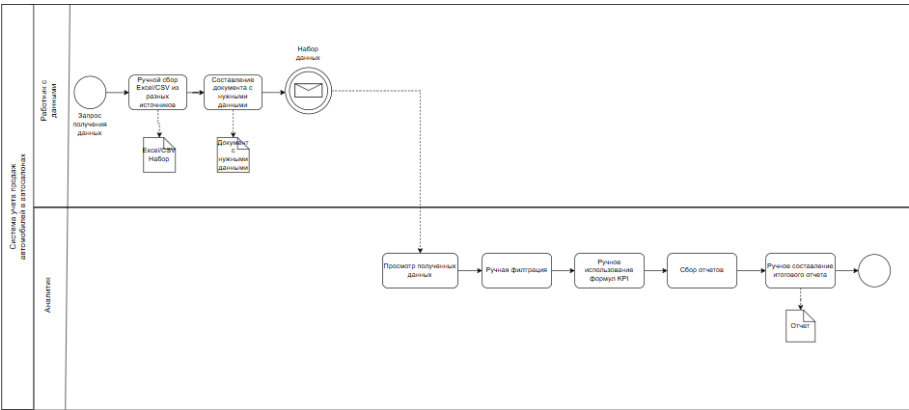 Система учета продаж
автомобилей в автосалонах
Работник с
данными
Запрос
получения
данных
Ручной сбор
Excel/CSV из
разных
источников
Excel/CSV
Набор
Составление
документа с
нужными
данными
Документ
с
нужными
данными
Набор
данных
Аналитик
Просмотр полученных
данных
Ручная филтрация
Ручное
использование
формул KPI
Сбор отчетов
Ручное составление
итогового отчета
Отчет